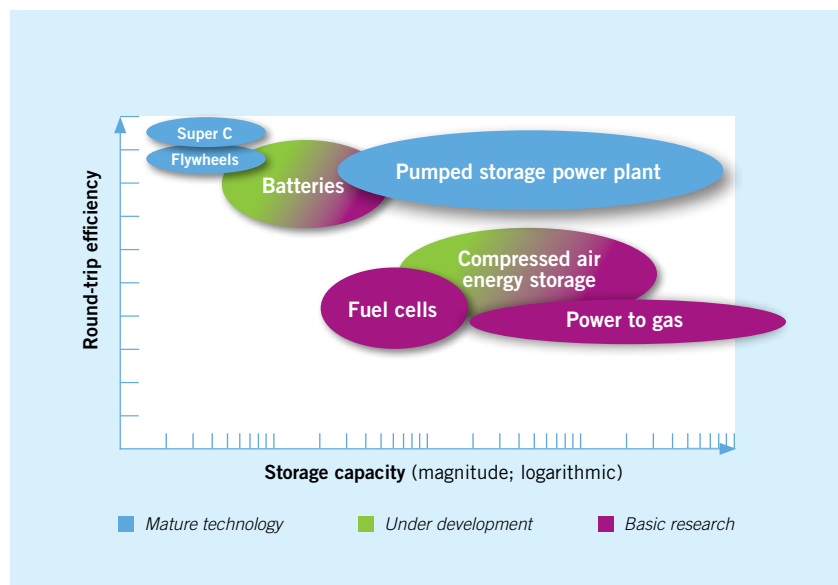 Super C
Flywheels
Batteries
Pumped storage power plant
Compressed air
energy storage
Fuel cells
Power to gas
Round-trip efficiency
Storage capacity (magnitude; logarithmic)
Mature technology
Under development
Basic research